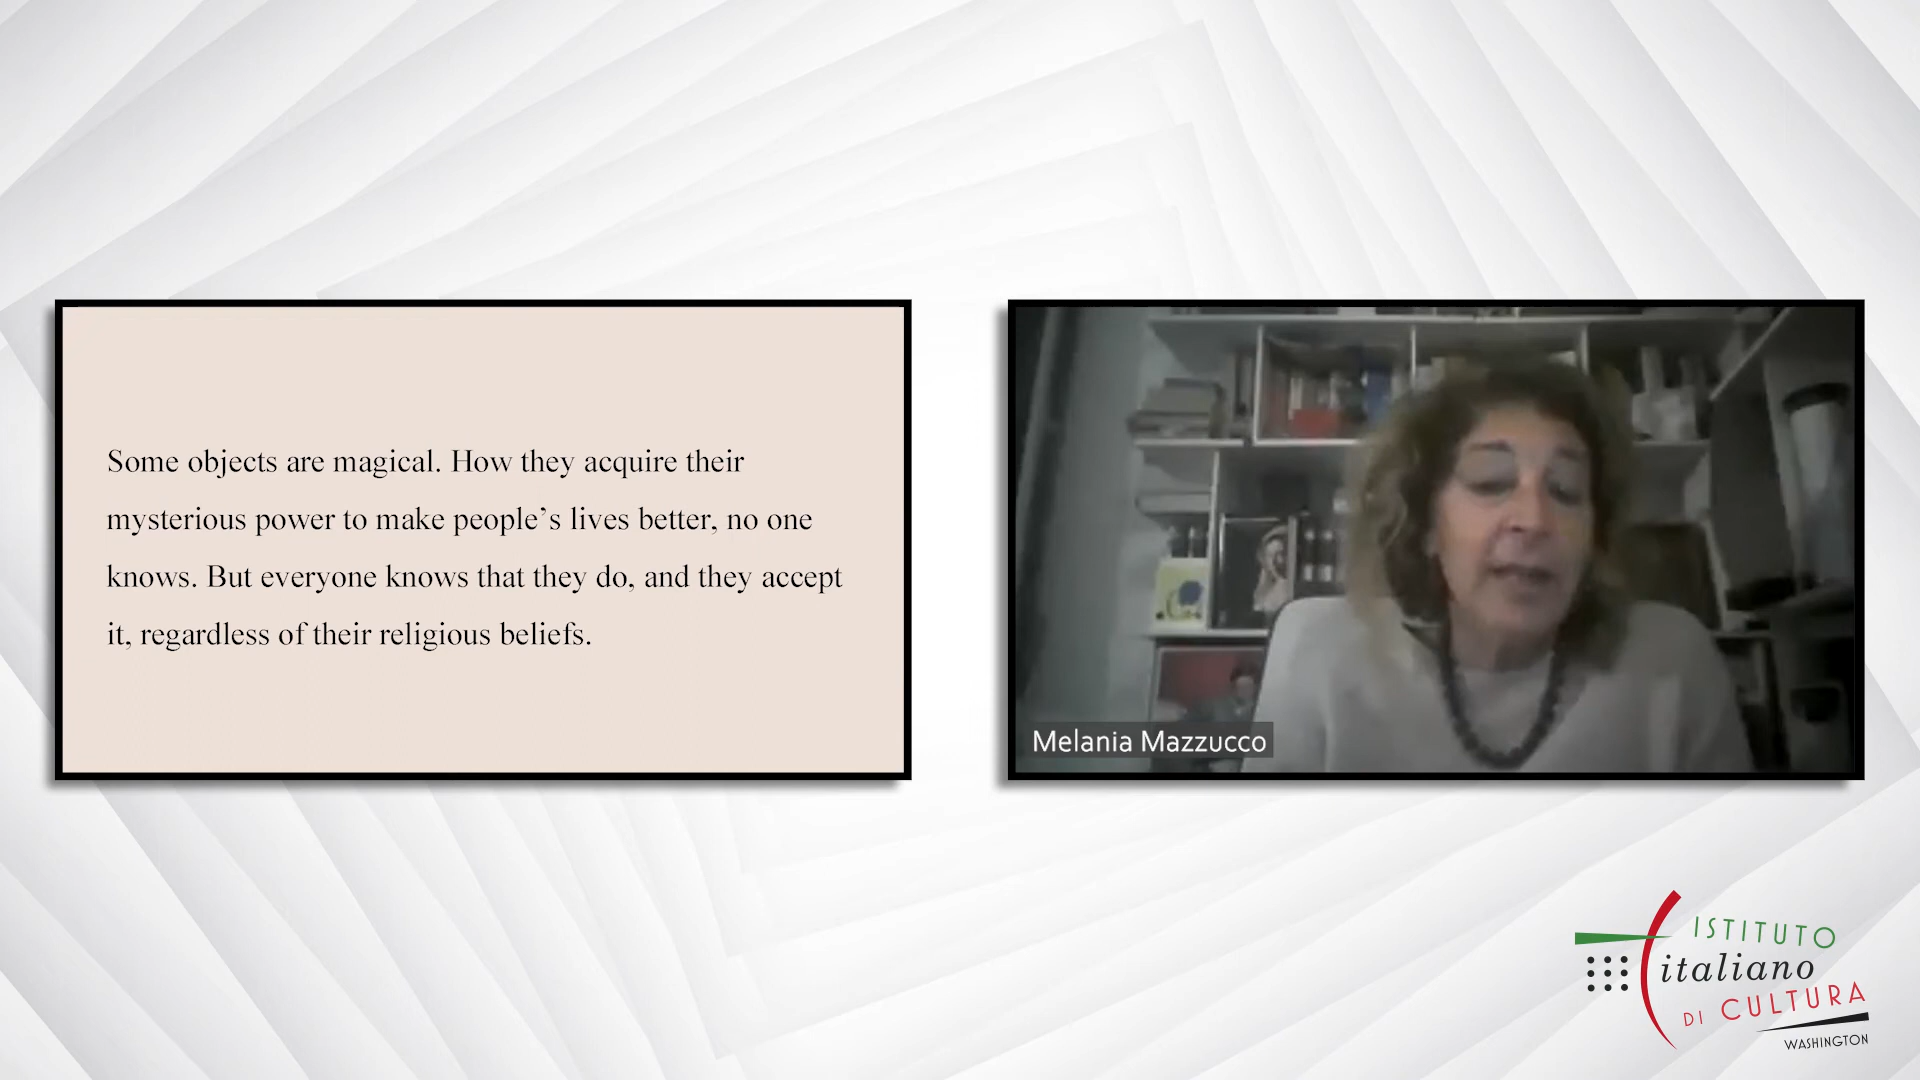 Some objects are magical. How they acquire their
mysterious power to make people’s lives better, no one
knows. But everyone knows that they do, and they accept
it, regardless of their religious beliefs.
Melania Mazzucco
ISTITUTO
italiano
DI CULTURA
WASHINGTON